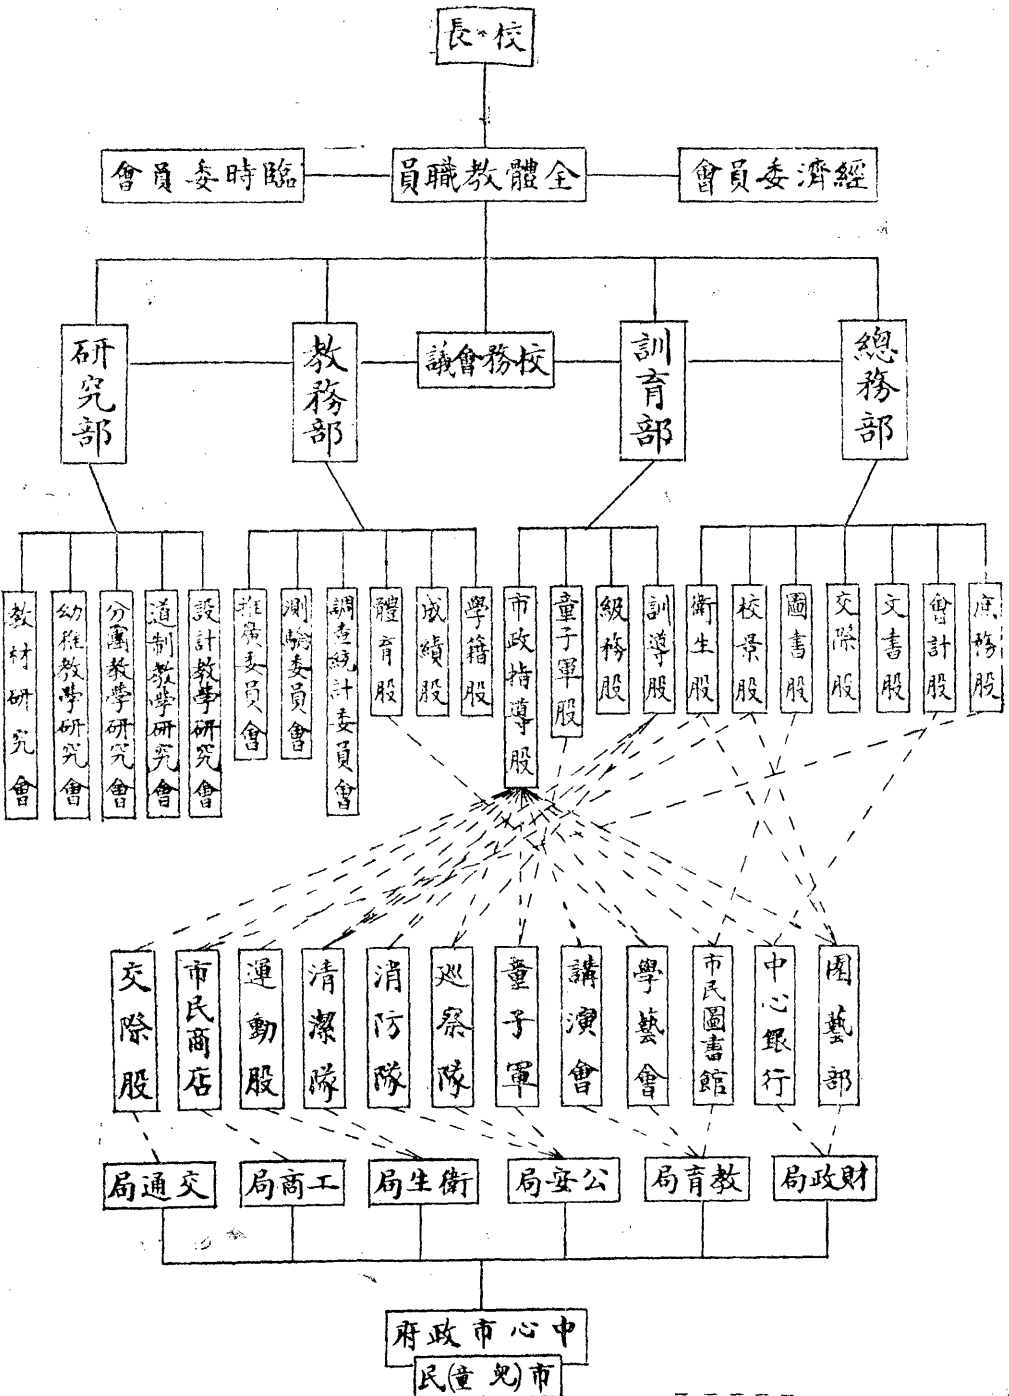 校長
經濟委員會
全體教職員
臨時委員會
總務部
訓育部
校務會議
教務部
研究部
庶務股
會計股
文書股
交際股
圖書股
校景股
衛生股
訓導股
級務股
童子軍股
市政指導股
學籍股
成績股
體育股
調查統計委員會
測驗委員會
推廣委員會
設計教學研究會
道制教學研究會
分團教學研究會
幼稚教學研究會
教材研究會
園藝部
中心銀行
市民圖書館
學藝會
講演會
童子軍
巡察隊
消防隊
清潔隊
運動股
市民商店
交際股
財政局
教育局
公安局
衛生局
工商局
交通局
中心市政府
市(兒童)民